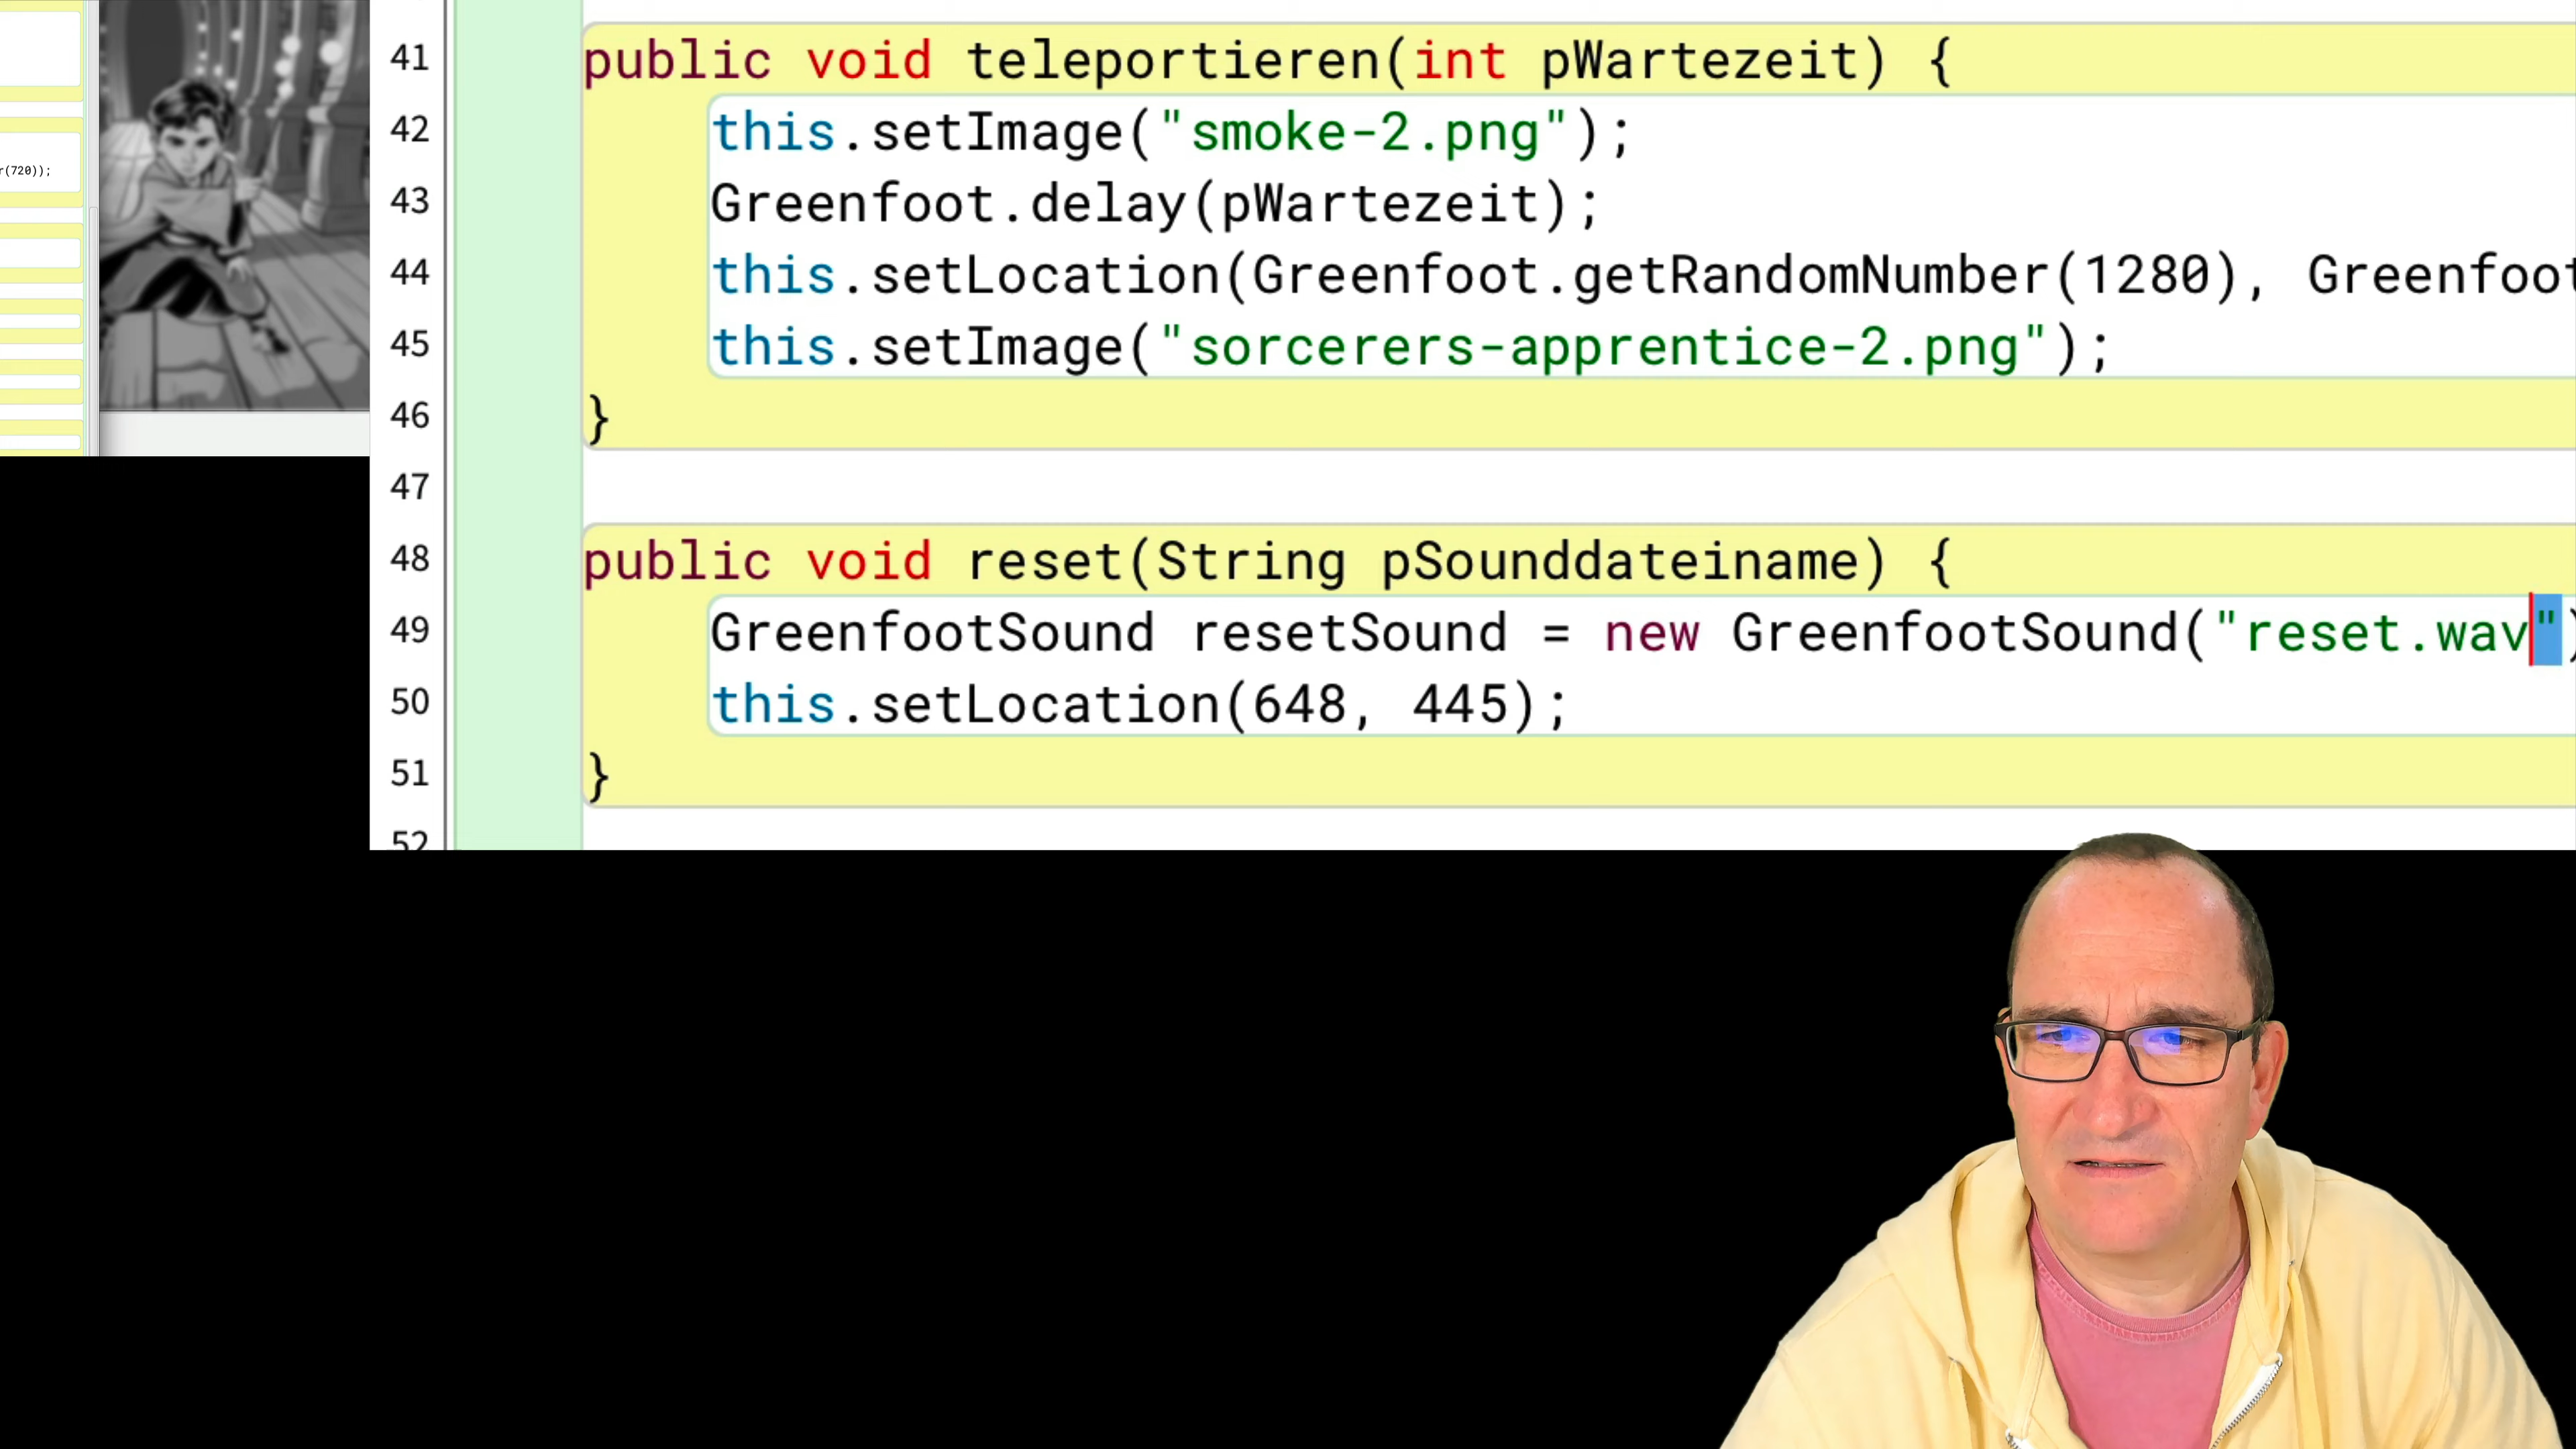 r(720));
41 public void teleportieren(int pWartezeit) {
42 this.setImage("smoke-2.png");
43 Greenfoot.delay(pWartezeit);
44 this.setLocation(Greenfoot.getRandomNumber(1280), Greenfoot
45 this.setImage("sorcerers-apprentice-2.png");
46 }
47
48 public void reset(String pSounddateiname) {
49 GreenfootSound resetSound = new GreenfootSound("reset.wav")
50 this.setLocation(648, 445);
51 }
52